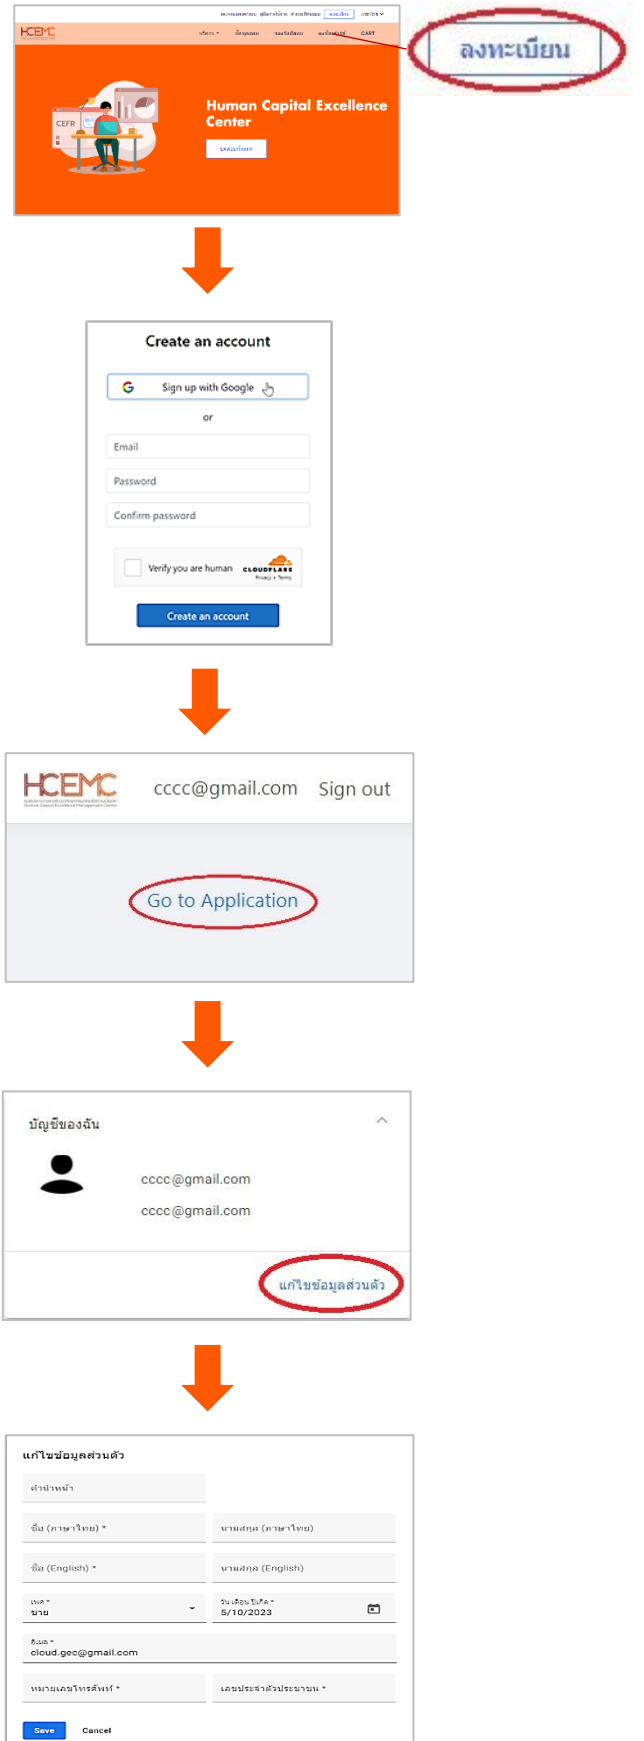 ลงทะเบียน
HCEMC
CART
CEFR
Human Capital Excellence
Center
Create an account
Sign up with Google
or
Email
Password
Confirm password
Verify you are human
CLOUDFLARE
Privacy • Terms
Create an account
HCEMC
cccc@gmail.com
Sign out
Go to Application
บัญชีของฉัน
cccc@gmail.com
cccc@gmail.com
แก้ไขข้อมูลส่วนตัว
แก้ไขข้อมูลส่วนตัว
คำนำหน้า
ชื่อ (ภาษาไทย) * นามสกุล (ภาษาไทย)
ชื่อ (English) * นามสกุล (English)
เพศ * วัน เดือน ปีเกิด *
ชาย 5/10/2023
อีเมล *
cloud.gec@gmail.com
หมายเลขโทรศัพท์ * เลขประจำตัวประชาชน *
Save Cancel